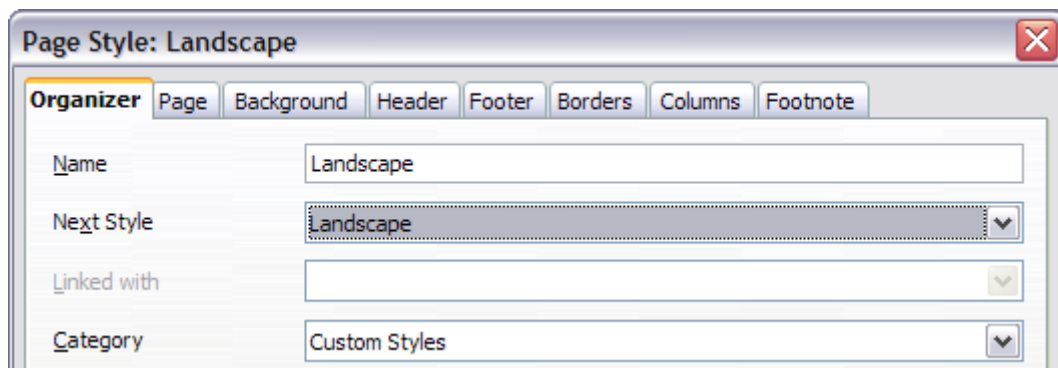 Page Style: Landscape
Organizer Page Background Header Footer Borders Columns Footnote
Name Landscape
Next Style Landscape
Linked with
Category Custom Styles